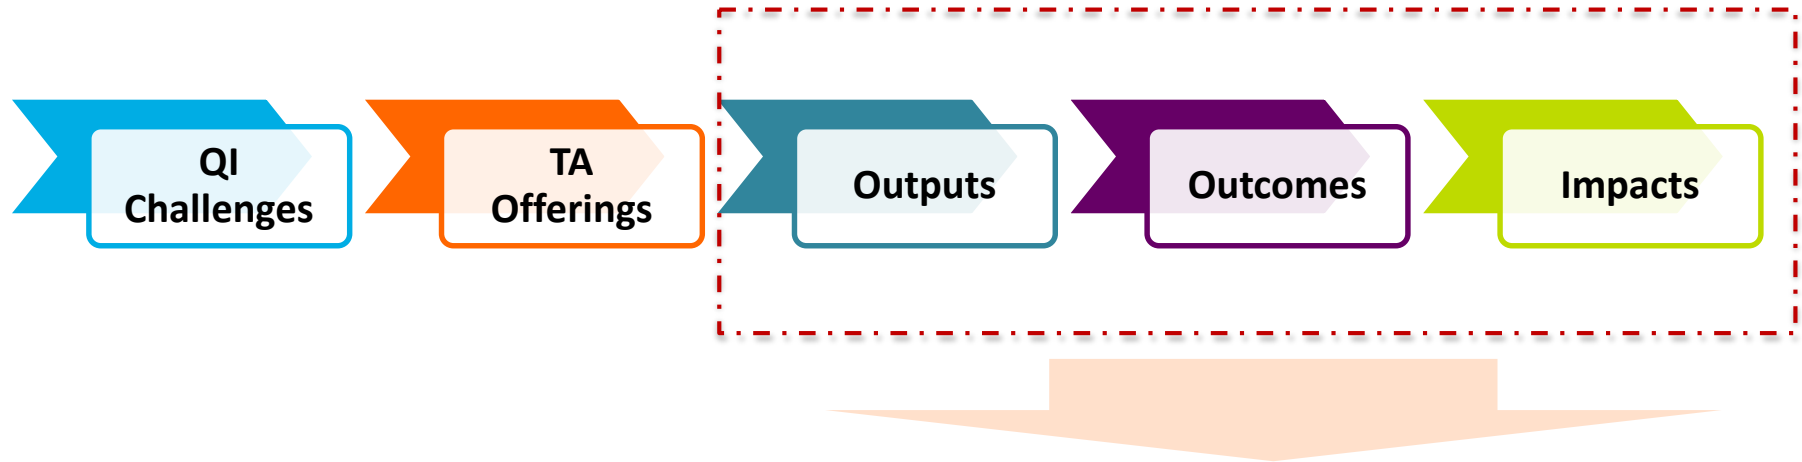 QI
Challenges
TA
Offerings
Outputs
Outcomes
Impacts